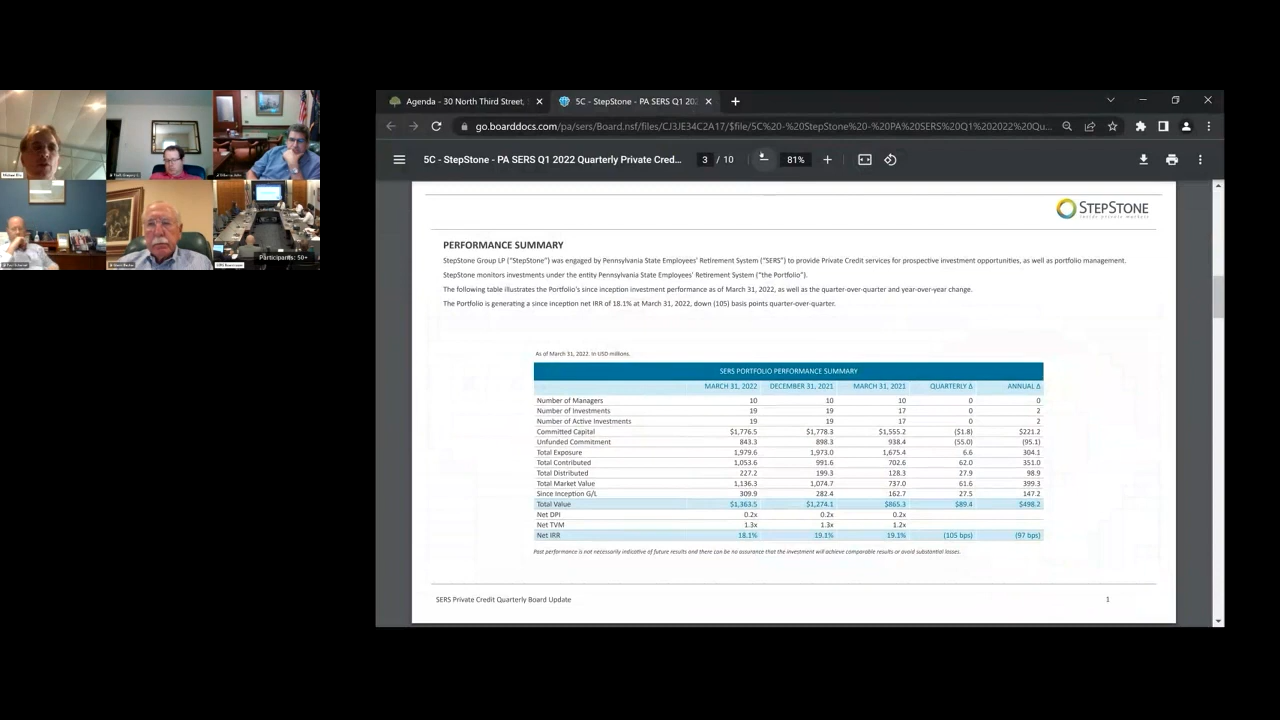 Participants: 50+
Agenda - 30 North Third Street,
5C - StepStone - PA SERS Q1 202
go.boarddocs.com/pa/sers/Board.nsf/files/CJ3JE34C2A17/$file/5C%20-%20StepStone%20-%20PA%20SERS%20Q1%202022%20Qu...
5C - StepStone - PA SERS Q1 2022 Quarterly Private Cred...
3 / 10
81%
STEPSTONE
PERFORMANCE SUMMARY
StepStone Group LP ("StepStone") was engaged by Pennsylvania State Employees' Retirement System ("SERS") to provide Private Credit services for prospective investment opportunities, as well as portfolio management.
StepStone monitors investments under the entity Pennsylvania State Employees' Retirement System ("the Portfolio").
The following table illustrates the Portfolio's since inception investment performance as of March 31, 2022, as well as the quarter-over-quarter and year-over-year change.
The Portfolio is generating a since inception net IRR of 18.1% at March 31, 2022, down (105) basis points quarter-over-quarter.
As of March 31, 2022. In USD millions.
SERS PORTFOLIO PERFORMANCE SUMMARY
MARCH 31, 2022 DECEMBER 31, 2021 MARCH 31, 2021 QUARTERLY Δ ANNUAL Δ
Number of Managers 10 10 10 0 0
Number of Investments 19 19 17 0 2
Number of Active Investments 19 19 17 0 2
Committed Capital $1,776.5 $1,778.3 $1,555.2 ($1.8) $221.2
Unfunded Commitment 843.3 898.3 938.4 (55.0) (95.1)
Total Exposure 1,979.6 1,973.0 1,675.4 6.6 304.1
Total Contributed 1,053.6 991.6 702.6 62.0 351.0
Total Distributed 227.2 199.3 128.3 27.9 98.9
Total Market Value 1,136.3 1,074.7 737.0 61.6 399.3
Since Inception G/L 309.9 282.4 162.7 27.5 147.2
Total Value $1,363.5 $1,274.1 $865.3 $89.4 $498.2
Net DPI 0.2x 0.2x 0.2x
Net TVM 1.3x 1.3x 1.2x
Net IRR 18.1% 19.1% 19.1% (105 bps) (97 bps)
Past performance is not necessarily indicative of future results and there can be no assurance that the investment will achieve comparable results or avoid substantial losses.
SERS Private Credit Quarterly Board Update
1